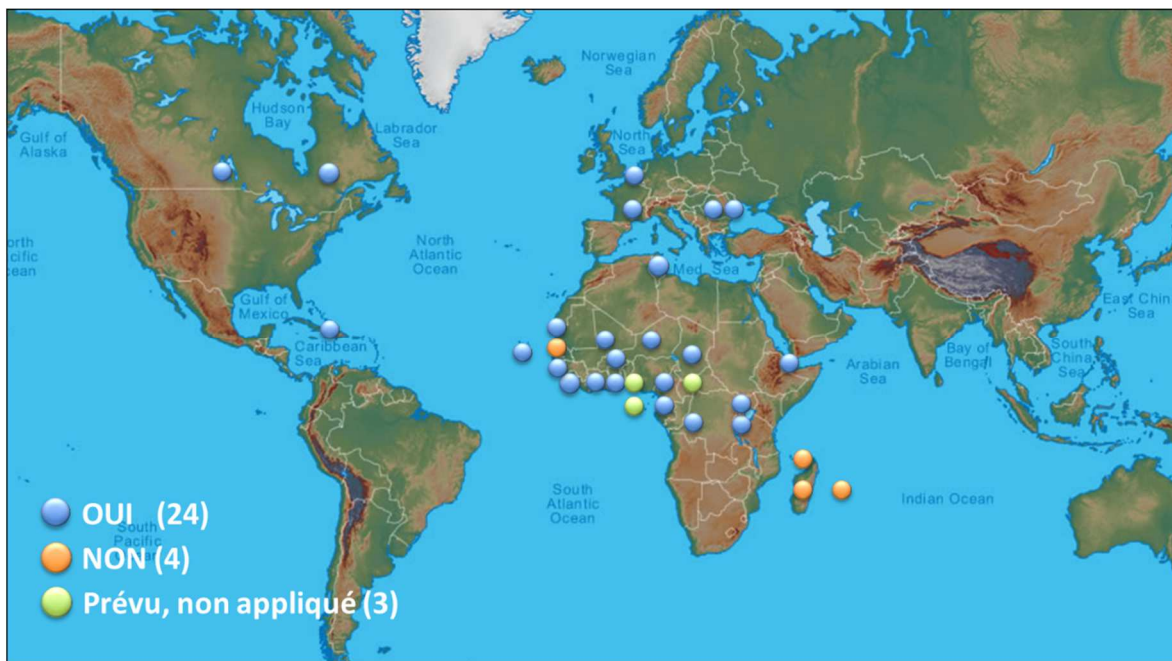 Norwegian
Sea
Hudson
Bay
Labrador
Sea
Gulf of
Alaska
North
Sea
North
Atlantic
Ocean
Med. Sea
Gulf of
Mexico
East Chin
Sea
Caribbean
Sea
Arabian
Sea
Bay of
Bengal
South
China
Sea
South
Atlantic
Ocean
Indian Ocean
South
Pacific
OUI (24)
NON (4)
Prévu, non appliqué (3)